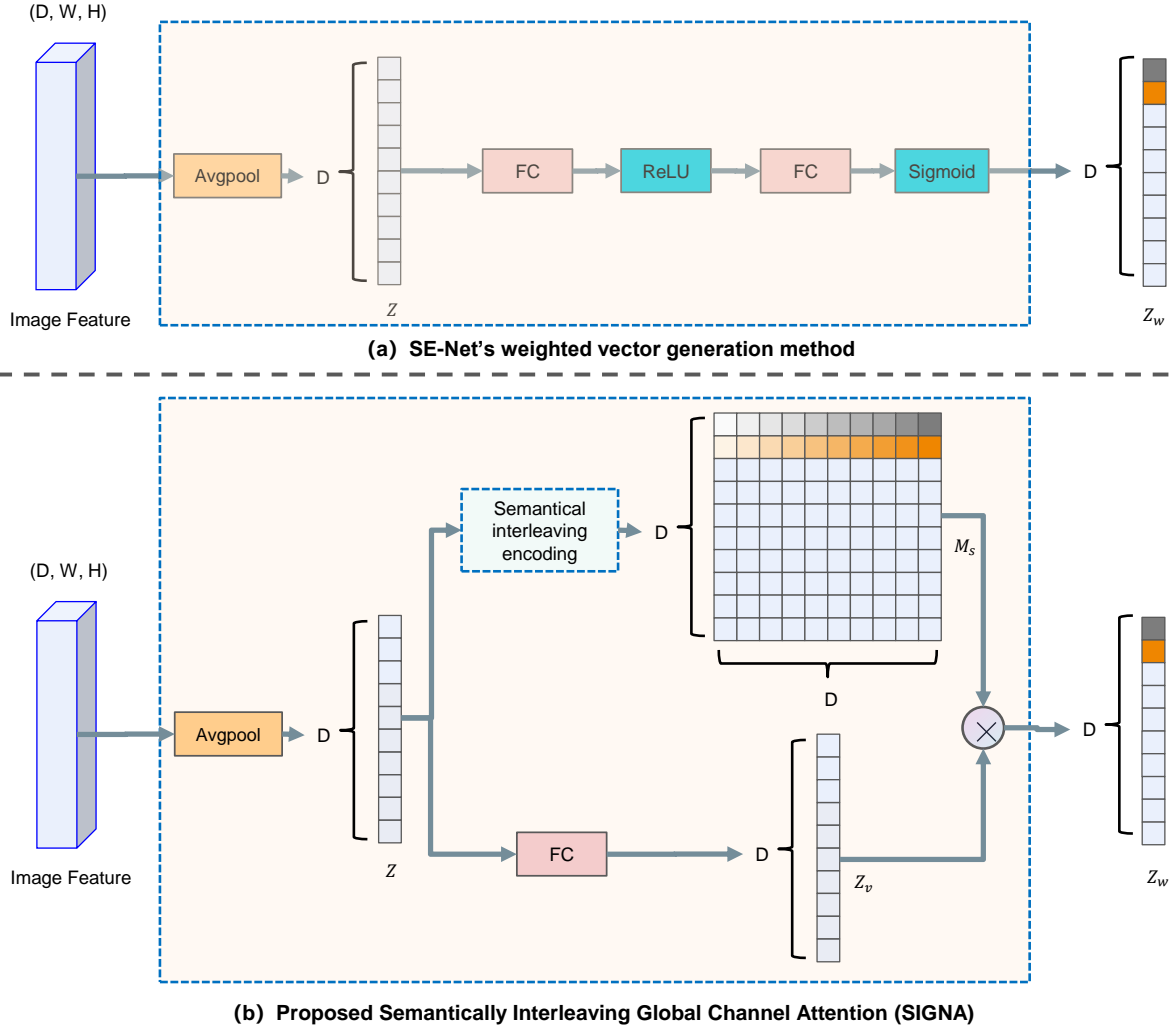 (D, W, H)
Avgpool
D
FC
ReLU
FC
Sigmoid
D
Image Feature
Z
Z_w
(a) SE-Net's weighted vector generation method
Semantical
interleaving
encoding
D
M_s
(D, W, H)
D
Avgpool
D
×
D
FC
D
Z_v
Image Feature
Z
Z_w
(b) Proposed Semantically Interleaving Global Channel Attention (SIGNA)